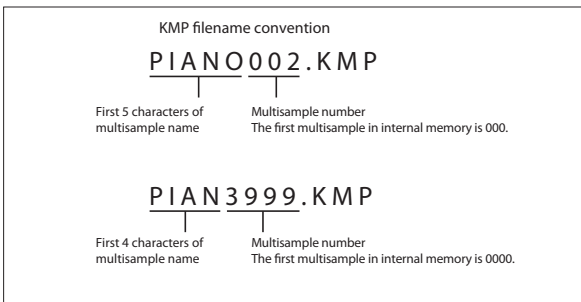 KMP filename convention
PIANO002.KMP
First 5 characters of
multisample name
Multisample number
The first multisample in internal memory is 000.
PIAN3999.KMP
First 4 characters of
multisample name
Multisample number
The first multisample in internal memory is 0000.